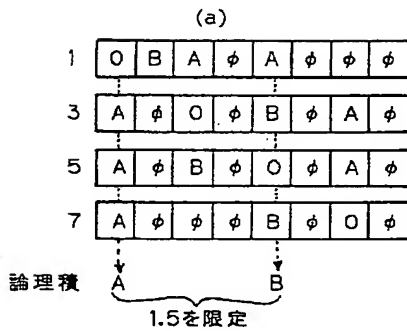 (a)
1 O B A φ A φ φ φ
3 A φ O φ B φ A φ
5 A φ B φ O φ A φ
7 A φ φ φ B φ O φ
論理積 A B
1.5を限定